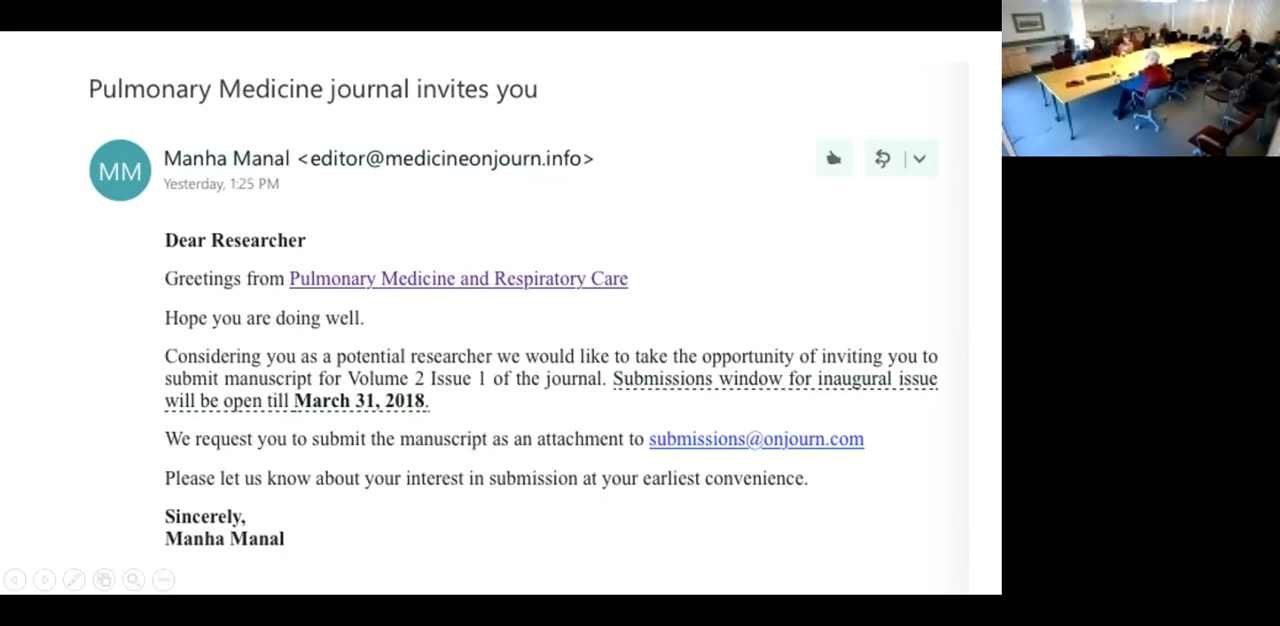 Pulmonary Medicine journal invites you
MM
Manha Manal <editor@medicineonjourn.info>
Yesterday, 1:25 PM
Dear Researcher
Greetings from Pulmonary Medicine and Respiratory Care
Hope you are doing well.
Considering you as a potential researcher we would like to take the opportunity of inviting you to
submit manuscript for Volume 2 Issue 1 of the journal. Submissions window for inaugural issue
will be open till March 31, 2018.
We request you to submit the manuscript as an attachment to submissions@onjourn.com
Please let us know about your interest in submission at your earliest convenience.
Sincerely,
Manha Manal